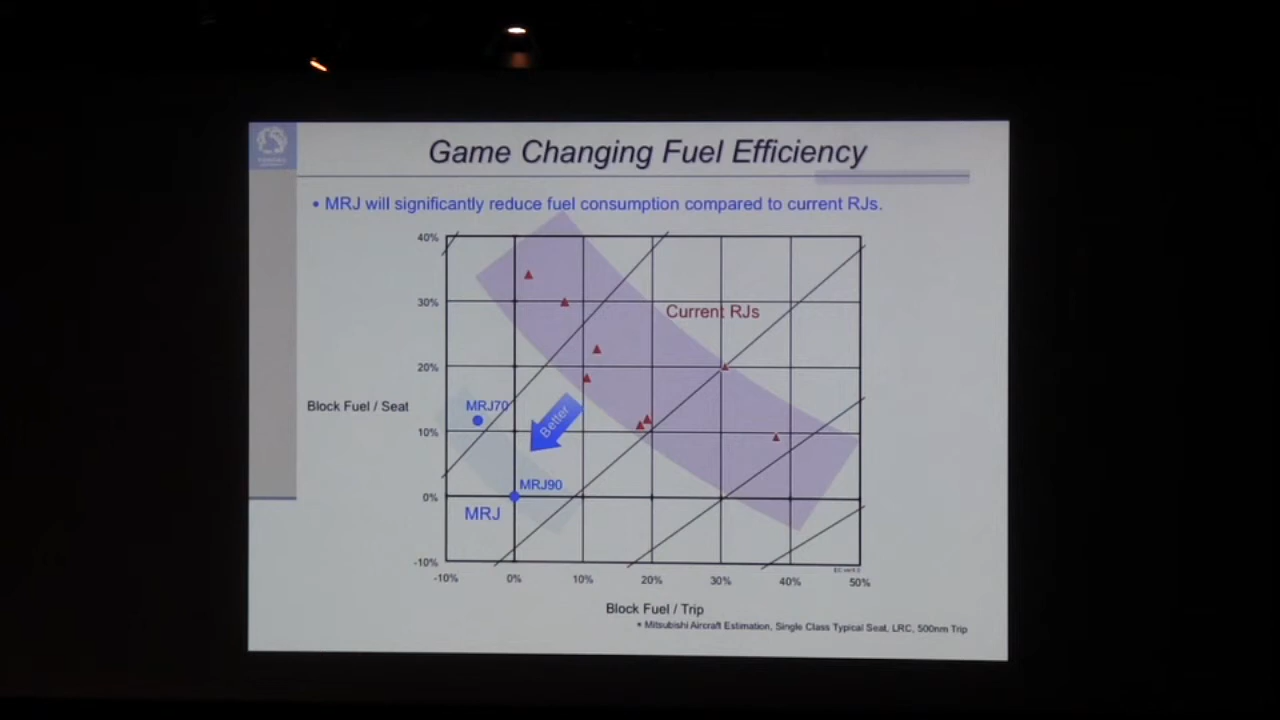 Game Changing Fuel Efficiency
• MRJ will significantly reduce fuel consumption compared to current RJs.
40%
30%
Current RJs
20%
Block Fuel / Seat
MRJ70
Better
10%
MRJ90
0%
MRJ
-10%
-10% 0% 10% 20% 30% 40% 50%
Block Fuel / Trip
* Mitsubishi Aircraft Estimation, Single Class Typical Seat, LRC, 500nm Trip